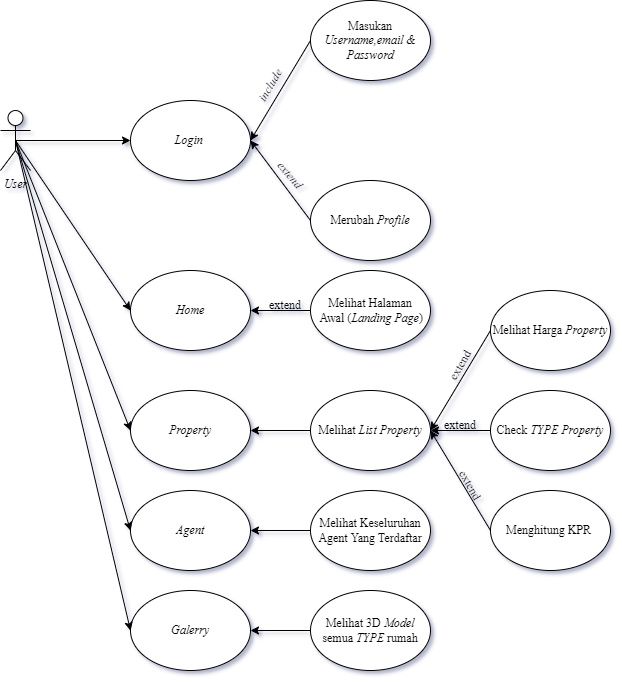 Masukan
Username,email &
Password
include
Login
User
extend
Merubah Profile
Home
extend
Melihat Halaman
Awal (Landing Page)
Melihat Harga Property
extend
Property
Melihat List Property
extend
Check TYPE Property
extend
Agent
Melihat Keseluruhan
Agent Yang Terdaftar
Menghitung KPR
Galerry
Melihat 3D Model
semua TYPE rumah